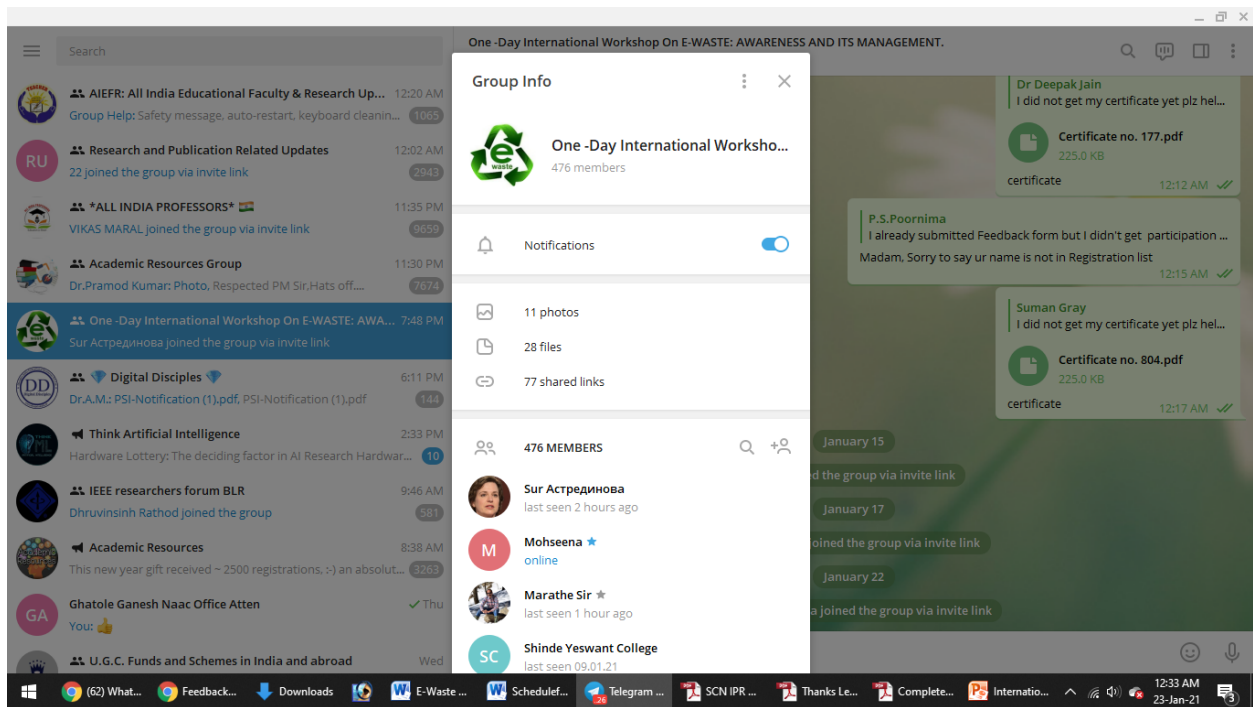 Search
AIEFR: All India Educational Faculty & Research Up... 12:20 AM
Group Help: Safety message, auto-restart, keyboard cleanin... 1065
RU
Research and Publication Related Updates 12:02 AM
22 joined the group via invite link 2943
*ALL INDIA PROFESSORS* 🇮🇳 11:35 PM
VIKAS MARAL joined the group via invite link 9659
Academic Resources Group 11:30 PM
Dr.Pramod Kumar: Photo, Respected PM Sir.Hats off.... 7674
One -Day International Workshop On E-WASTE: AWA... 7:48 PM
Sur Астрединова joined the group via invite link
DD
💎 Digital Disciples 💎 6:11 PM
Dr.A.M.: PSI-Notification (1).pdf, PSI-Notification (1).pdf 144
Think Artificial Intelligence 2:33 PM
Hardware Lottery: The deciding factor in AI Research Hardwar... 10
IEEE researchers forum BLR 9:46 AM
Dhruvinsinh Rathod joined the group 581
Academic Resources 8:38 AM
This new year gift received ~ 2500 registrations, :-) an absolut... 3263
GA
Ghatole Ganesh Naac Office Atten Thu
You: 👍
U.G.C. Funds and Schemes in India and abroad Wed
One -Day International Workshop On E-WASTE: AWARENESS AND ITS MANAGEMENT.
Group Info
e
waste
One -Day International Worksho...
476 members
Notifications
11 photos
28 files
77 shared links
476 MEMBERS
Sur Астрединова
last seen 2 hours ago
M
Mohseena
online
Marathe Sir
last seen 1 hour ago
SC
Shinde Yeswant College
last seen 09.01.21
Dr Deepak Jain
I did not get my certificate yet plz hel...
Certificate no. 177.pdf
225.0 KB
certificate
12:12 AM
P.S.Poornima
I already submitted Feedback form but I didn't get participation ...
Madam, Sorry to say ur name is not in Registration list
12:15 AM
Suman Gray
I did not get my certificate yet plz hel...
Certificate no. 804.pdf
225.0 KB
certificate
12:17 AM
January 15
d the group via invite link
January 17
oined the group via invite link
January 22
a joined the group via invite link
(62) What... Feedback... Downloads E-Waste ... Schedulef... Telegram ... SCN IPR ... Thanks Le... Complete... Internatio...
26
12:33 AM
23-Jan-21
3